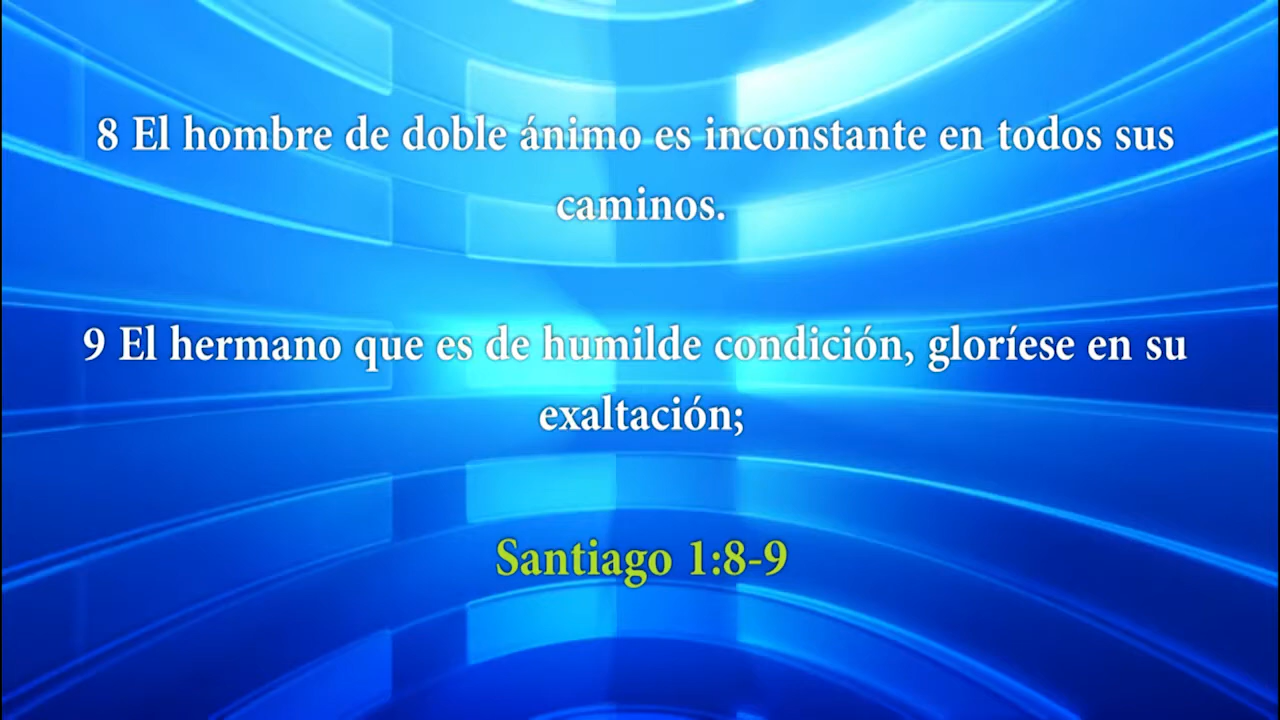 8 El hombre de doble ánimo es inconstante en todos sus
caminos.
9 El hermano que es de humilde condición, gloríese en su
exaltación;
Santiago 1:8-9